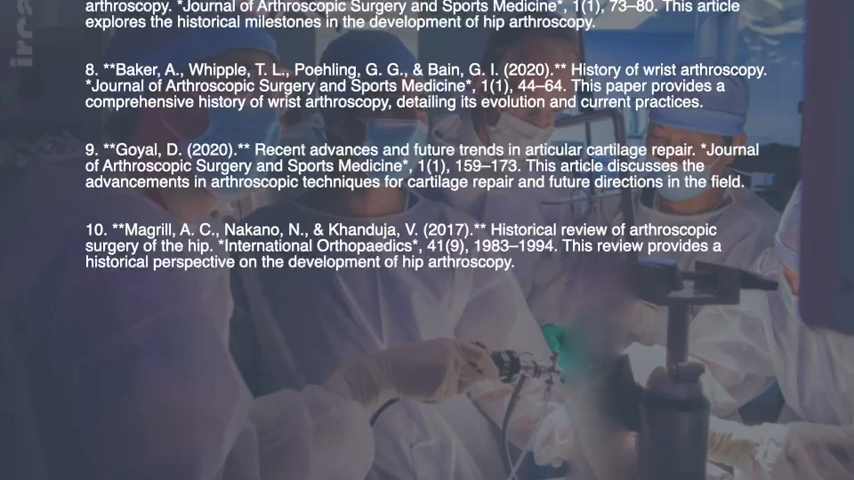 arthroscopy. *Journal of Arthroscopic Surgery and Sports Medicine*, 1(1), 73–80. This article
explores the historical milestones in the development of hip arthroscopy.
8. **Baker, A., Whipple, T. L., Poehling, G. G., & Bain, G. I. (2020).** History of wrist arthroscopy.
*Journal of Arthroscopic Surgery and Sports Medicine*, 1(1), 44–64. This paper provides a
comprehensive history of wrist arthroscopy, detailing its evolution and current practices.
9. **Goyal, D. (2020).** Recent advances and future trends in articular cartilage repair. *Journal
of Arthroscopic Surgery and Sports Medicine*, 1(1), 159–173. This article discusses the
advancements in arthroscopic techniques for cartilage repair and future directions in the field.
10. **Magrill, A. C., Nakano, N., & Khanduja, V. (2017).** Historical review of arthroscopic
surgery of the hip. *International Orthopaedics*, 41(9), 1983–1994. This review provides a
historical perspective on the development of hip arthroscopy.